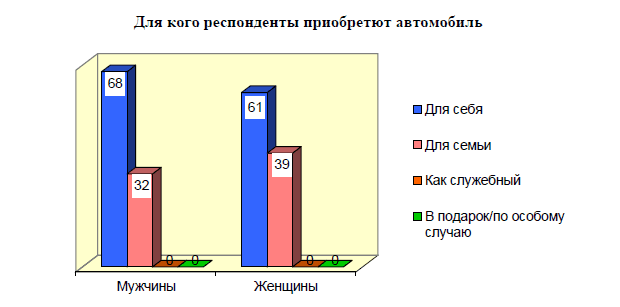 Для кого респонденты приобретют автомобиль
68
32
0
0
61
39
0
0
Мужчины
Женщины
Для себя
Для семьи
Как служебный
В подарок/по особому
случаю